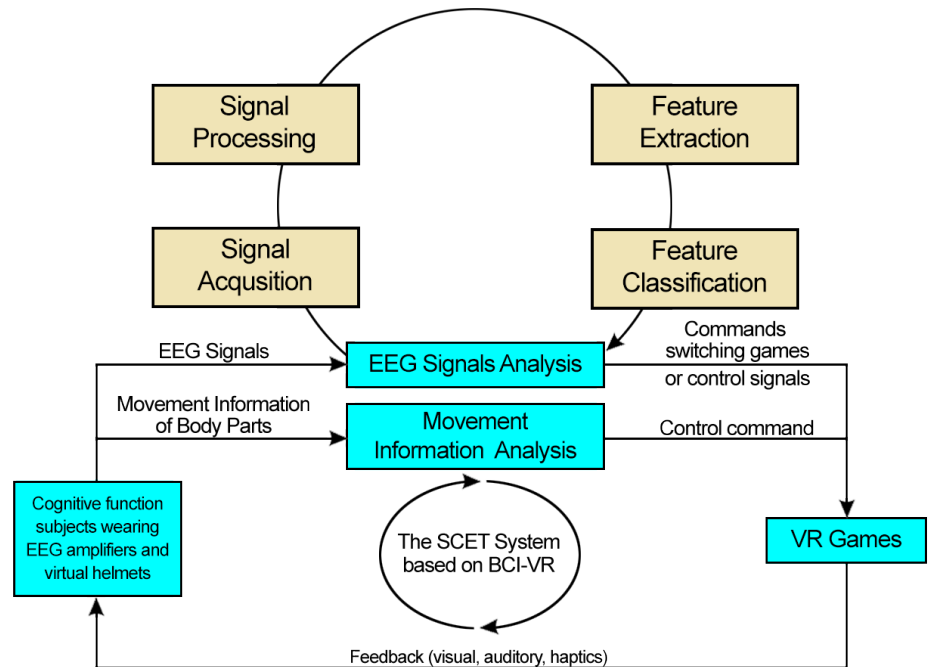 Signal
Processing
Feature
Extraction
Signal
Acqusition
Feature
Classification
EEG Signals
EEG Signals Analysis
Commands
switching games
or control signals
Movement Information
of Body Parts
Movement
Information Analysis
Control command
Cognitive function
subjects wearing
EEG amplifiers and
virtual helmets
The SCET System
based on BCI-VR
VR Games
Feedback (visual, auditory, haptics)